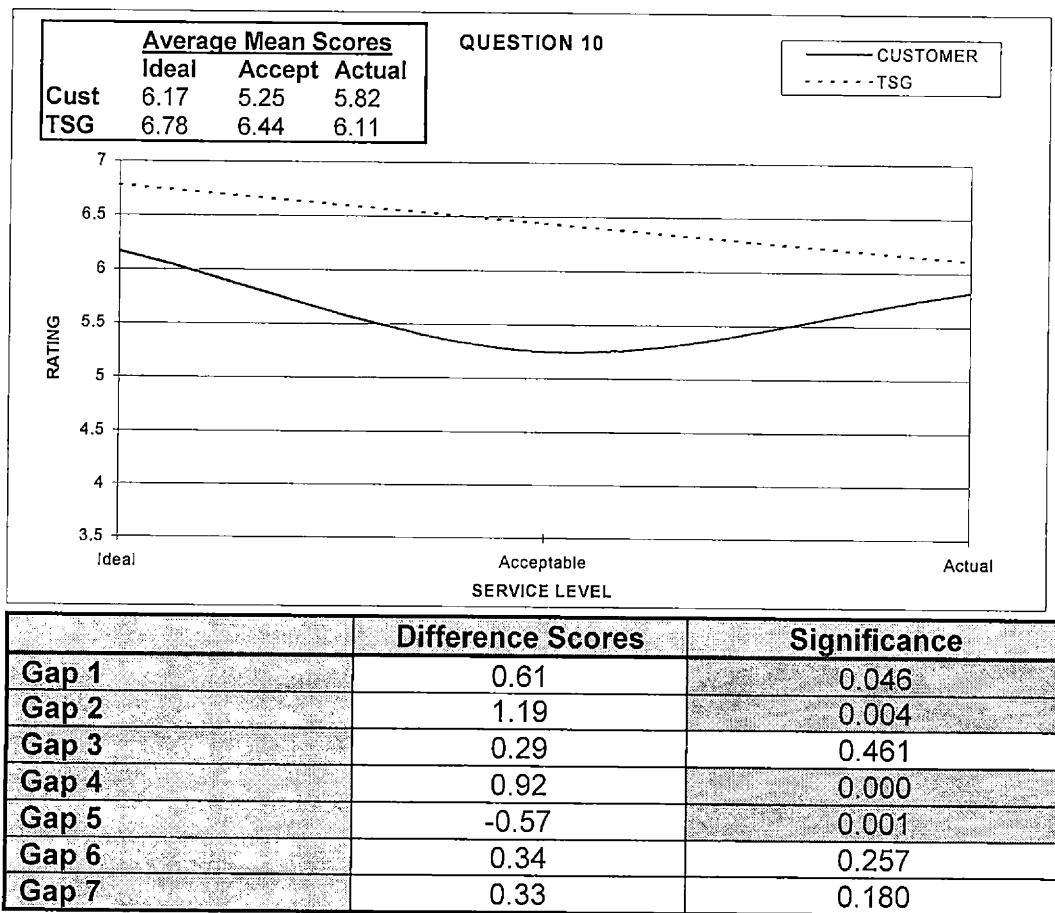 Average Mean Scores
Ideal Accept Actual
Cust 6.17 5.25 5.82
TSG 6.78 6.44 6.11
QUESTION 10
CUSTOMER
TSG
7
6.5
6
5.5
5
4.5
4
3.5
RATING
Ideal Acceptable Actual
SERVICE LEVEL
Difference Scores Significance
Gap 1 0.61 0.046
Gap 2 1.19 0.004
Gap 3 0.29 0.461
Gap 4 0.92 0.000
Gap 5 -0.57 0.001
Gap 6 0.34 0.257
Gap 7 0.33 0.180